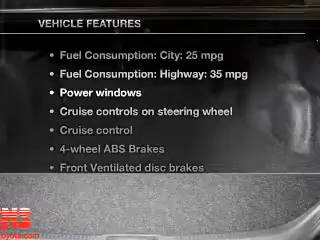 VEHICLE FEATURES
• Fuel Consumption: City: 25 mpg
• Fuel Consumption: Highway: 35 mpg
• Power windows
• Cruise controls on steering wheel
• Cruise control
• 4-wheel ABS Brakes
• Front Ventilated disc brakes